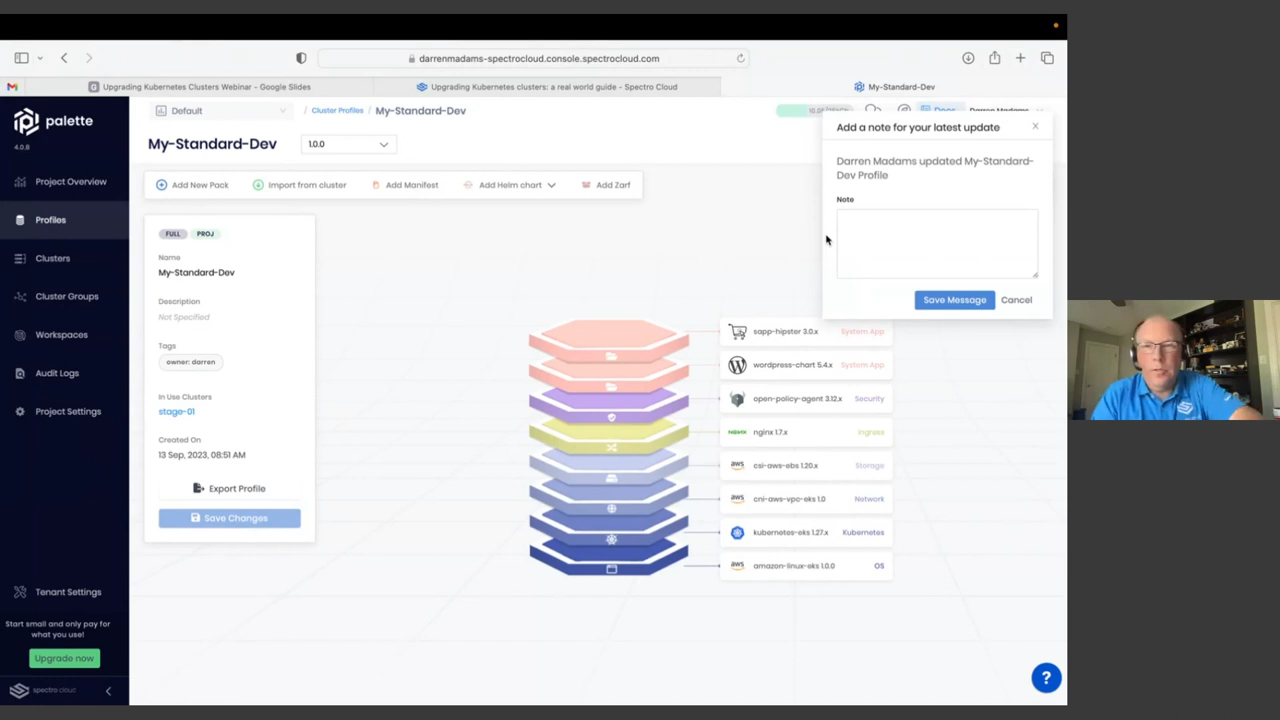 darrenmadams-spectrocloud.console.spectrocloud.com
Upgrading Kubernetes Clusters Webinar - Google Slides
Upgrading Kubernetes clusters: a real world guide - Spectro Cloud
My-Standard-Dev
palette
4.0.8
Project Overview
Profiles
Clusters
Cluster Groups
Workspaces
Audit Logs
Project Settings
Tenant Settings
Start small and only pay for
what you use!
Upgrade now
spectro cloud
Default
/ Cluster Profiles / My-Standard-Dev
Docs
Darren Madams
My-Standard-Dev
1.0.0
Add New Pack
Import from cluster
Add Manifest
Add Helm chart
Add Zarf
FULL
PROJ
Name
My-Standard-Dev
Description
Not Specified
Tags
owner: darren
In Use Clusters
stage-01
Created On
13 Sep, 2023, 08:51 AM
Export Profile
Save Changes
Add a note for your latest update
Darren Madams updated My-Standard-
Dev Profile
Note
Save Message
Cancel
sapp-hipster 3.0.x System App
wordpress-chart 5.4.x System App
open-policy-agent 3.12.x Security
NGINX nginx 1.7.x Ingress
aws csi-aws-ebs 1.20.x Storage
aws cni-aws-vpc-eks 1.0 Network
kubernetes-eks 1.27.x Kubernetes
aws amazon-linux-eks 1.0.0 OS
?